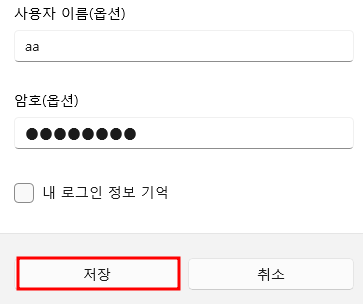 사용자 이름(옵션)
aa
암호(옵션)
●●●●●●●●
내 로그인 정보 기억
저장 취소